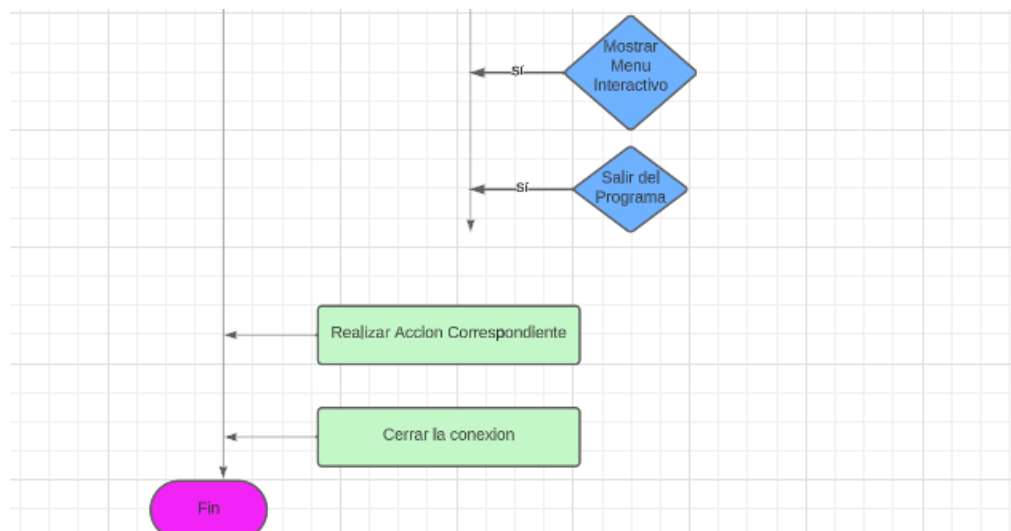 Mostrar
Menu
Interactivo
Sí
Salir del
Programa
Sí
Realizar Accion Correspondiente
Cerrar la conexion
Fin